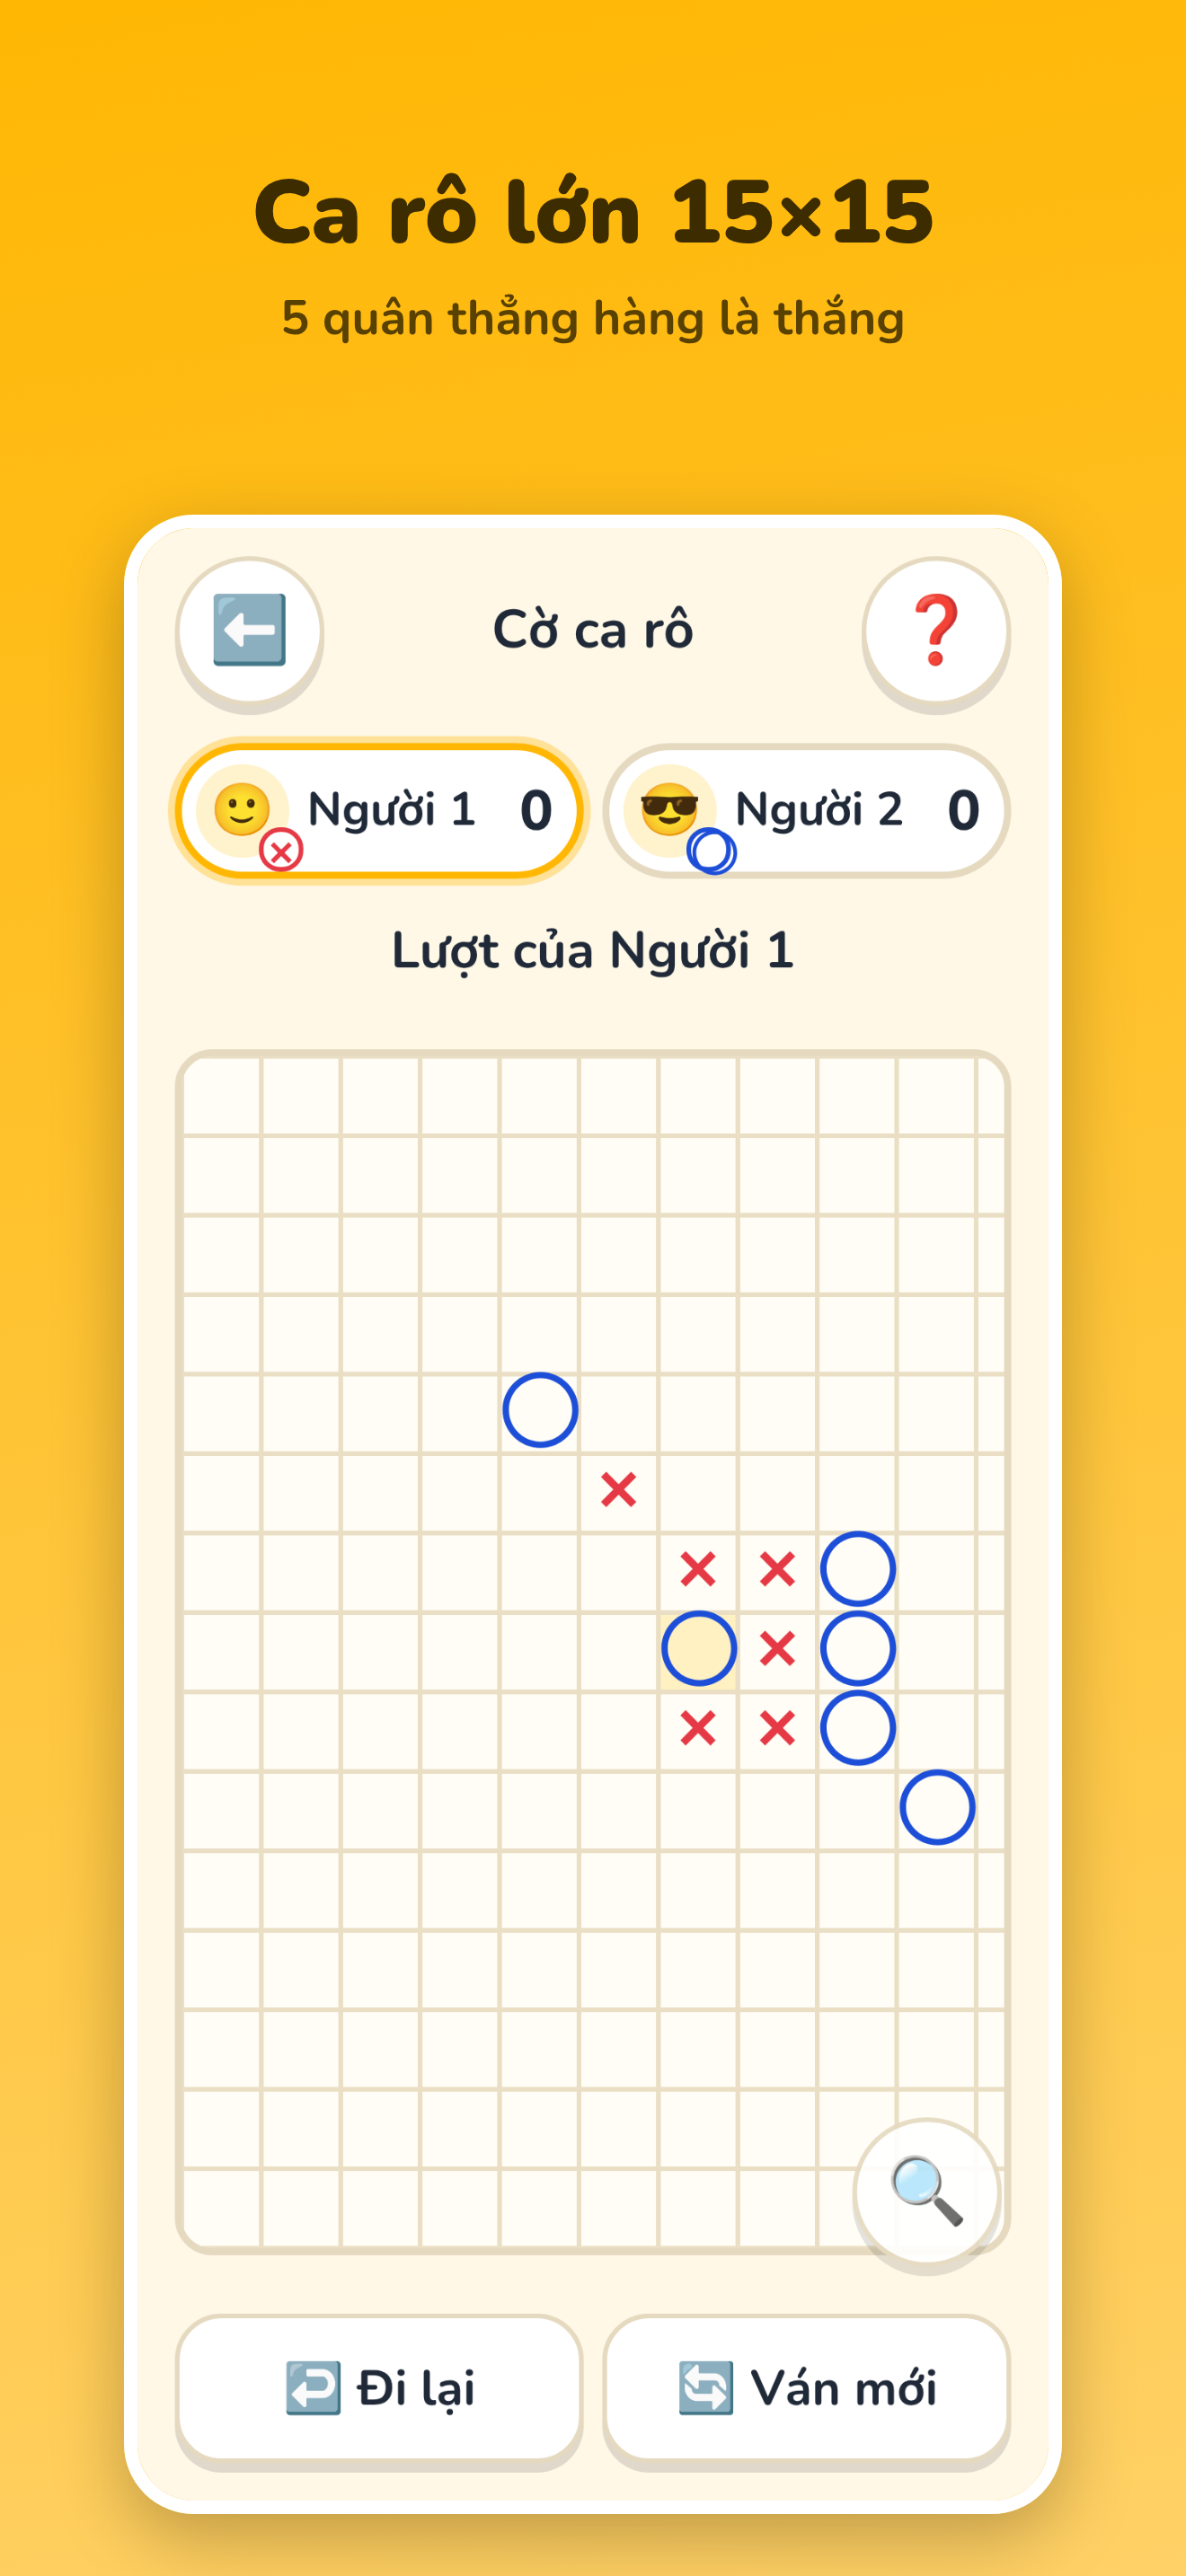 Ca rô lớn 15×15
5 quân thẳng hàng là thắng
Cờ ca rô
Người 1 0
Người 2 0
Lượt của Người 1
Đi lại
Ván mới